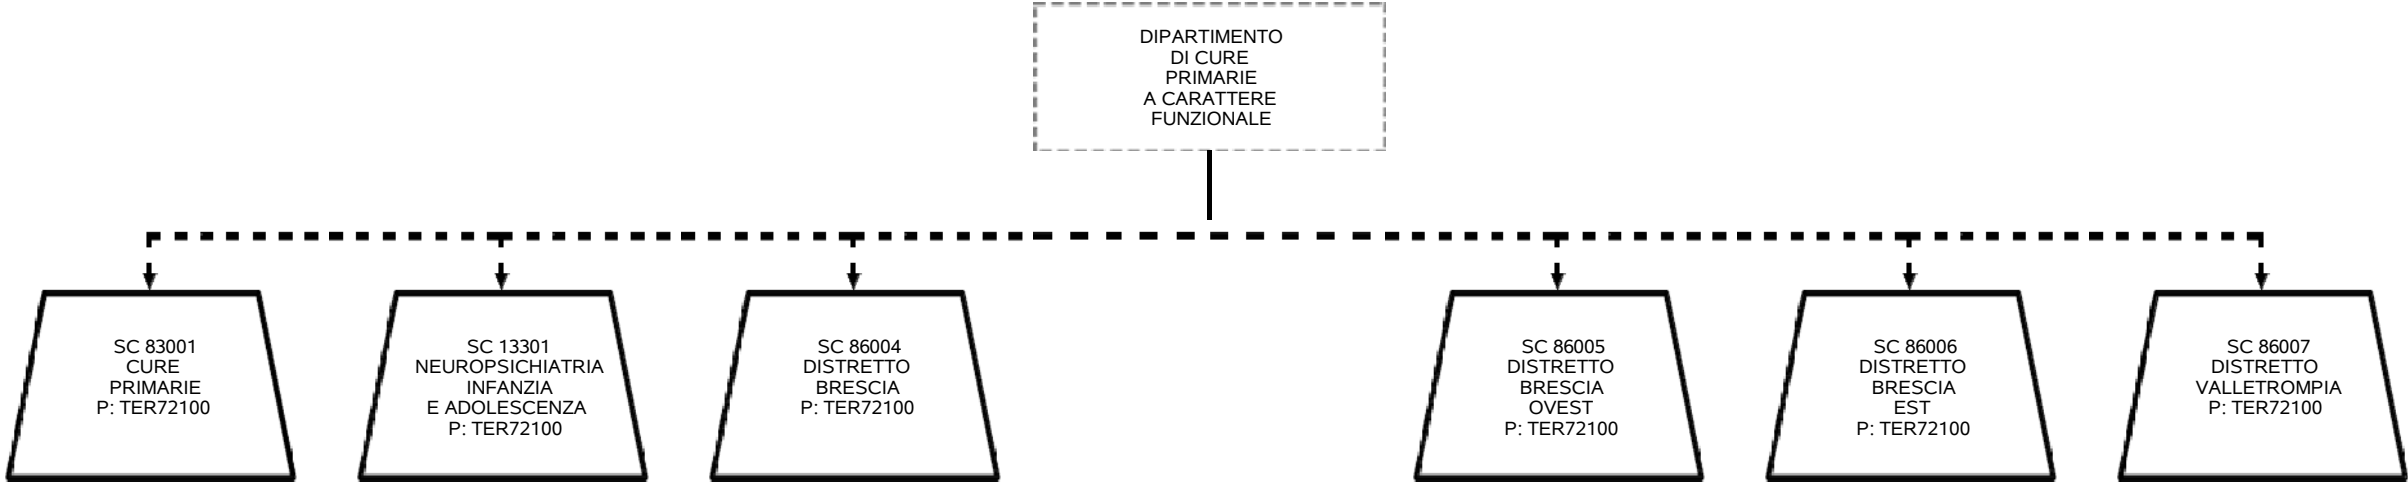 DIPARTIMENTO
DI CURE
PRIMARIE
A CARATTERE
FUNZIONALE
SC 83001
CURE
PRIMARIE
P: TER72100
SC 13301
NEUROPSICHIATRIA
INFANZIA
E ADOLESCENZA
P: TER72100
SC 86004
DISTRETTO
BRESCIA
P: TER72100
SC 86005
DISTRETTO
BRESCIA
OVEST
P: TER72100
SC 86006
DISTRETTO
BRESCIA
EST
P: TER72100
SC 86007
DISTRETTO
VALLETROMPIA
P: TER72100